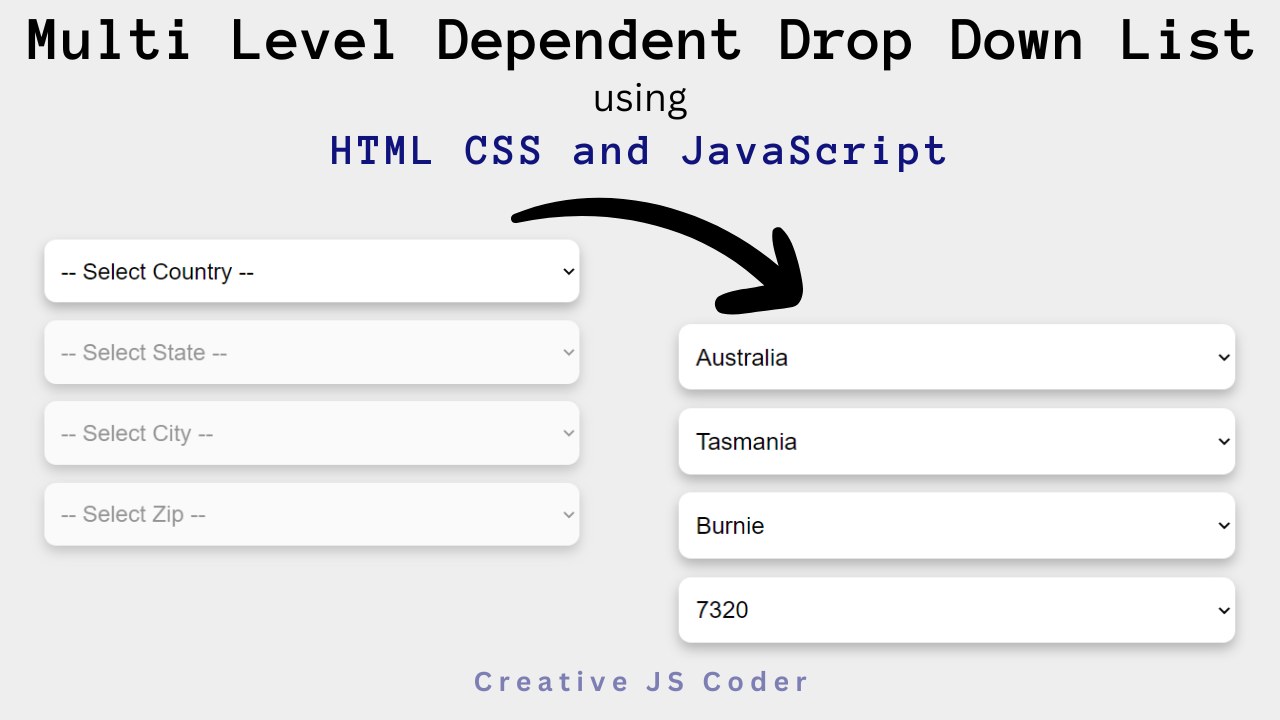 Multi Level Dependent Drop Down List
using
HTML CSS and JavaScript
-- Select Country --
-- Select State --
-- Select City --
-- Select Zip --
Australia
Tasmania
Burnie
7320
Creative JS Coder